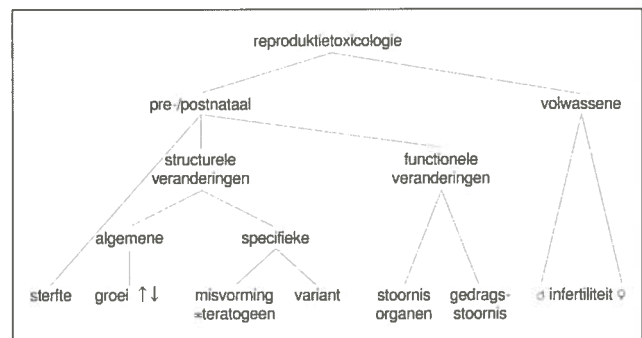 reproduktietoxicologie
pre-/postnataal volwassene
structurele functionele
veranderingen veranderingen
algemene specifieke
sterfte groei ↑↓ misvorming variant stoornis gedrags- ♂ infertiliteit ♀
=teratogeen organen stoornis